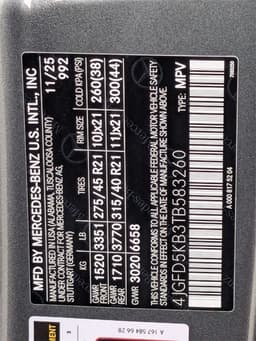 MFD BY MERCEDES-BENZ U.S. INTL., INC
MADE IN USA (ALABAMA, TUSCALOOSA COUNTY)
UNDER CONTRACT FOR MERCEDES-BENZ AG,
STUTTGART (GERMANY)
11/25
992
KG LB TIRES RIM SIZE COLD KPA(PSI)
GAWR FRONT 1520 3351 275/45 R21 10Jx21 260(38)
GAWR REAR 1710 3770 315/40 R21 11Jx21 300(44)
GVWR 3020 6658
THIS VEHICLE CONFORMS TO ALL APPLICABLE FEDERAL MOTOR VEHICLE SAFETY
STANDARDS IN EFFECT ON THE DATE OF MANUFACTURE SHOWN ABOVE.
4JGFD5KB3TB583260 TYPE: MPV
A 000 817 52 04
A 167 584 66 28